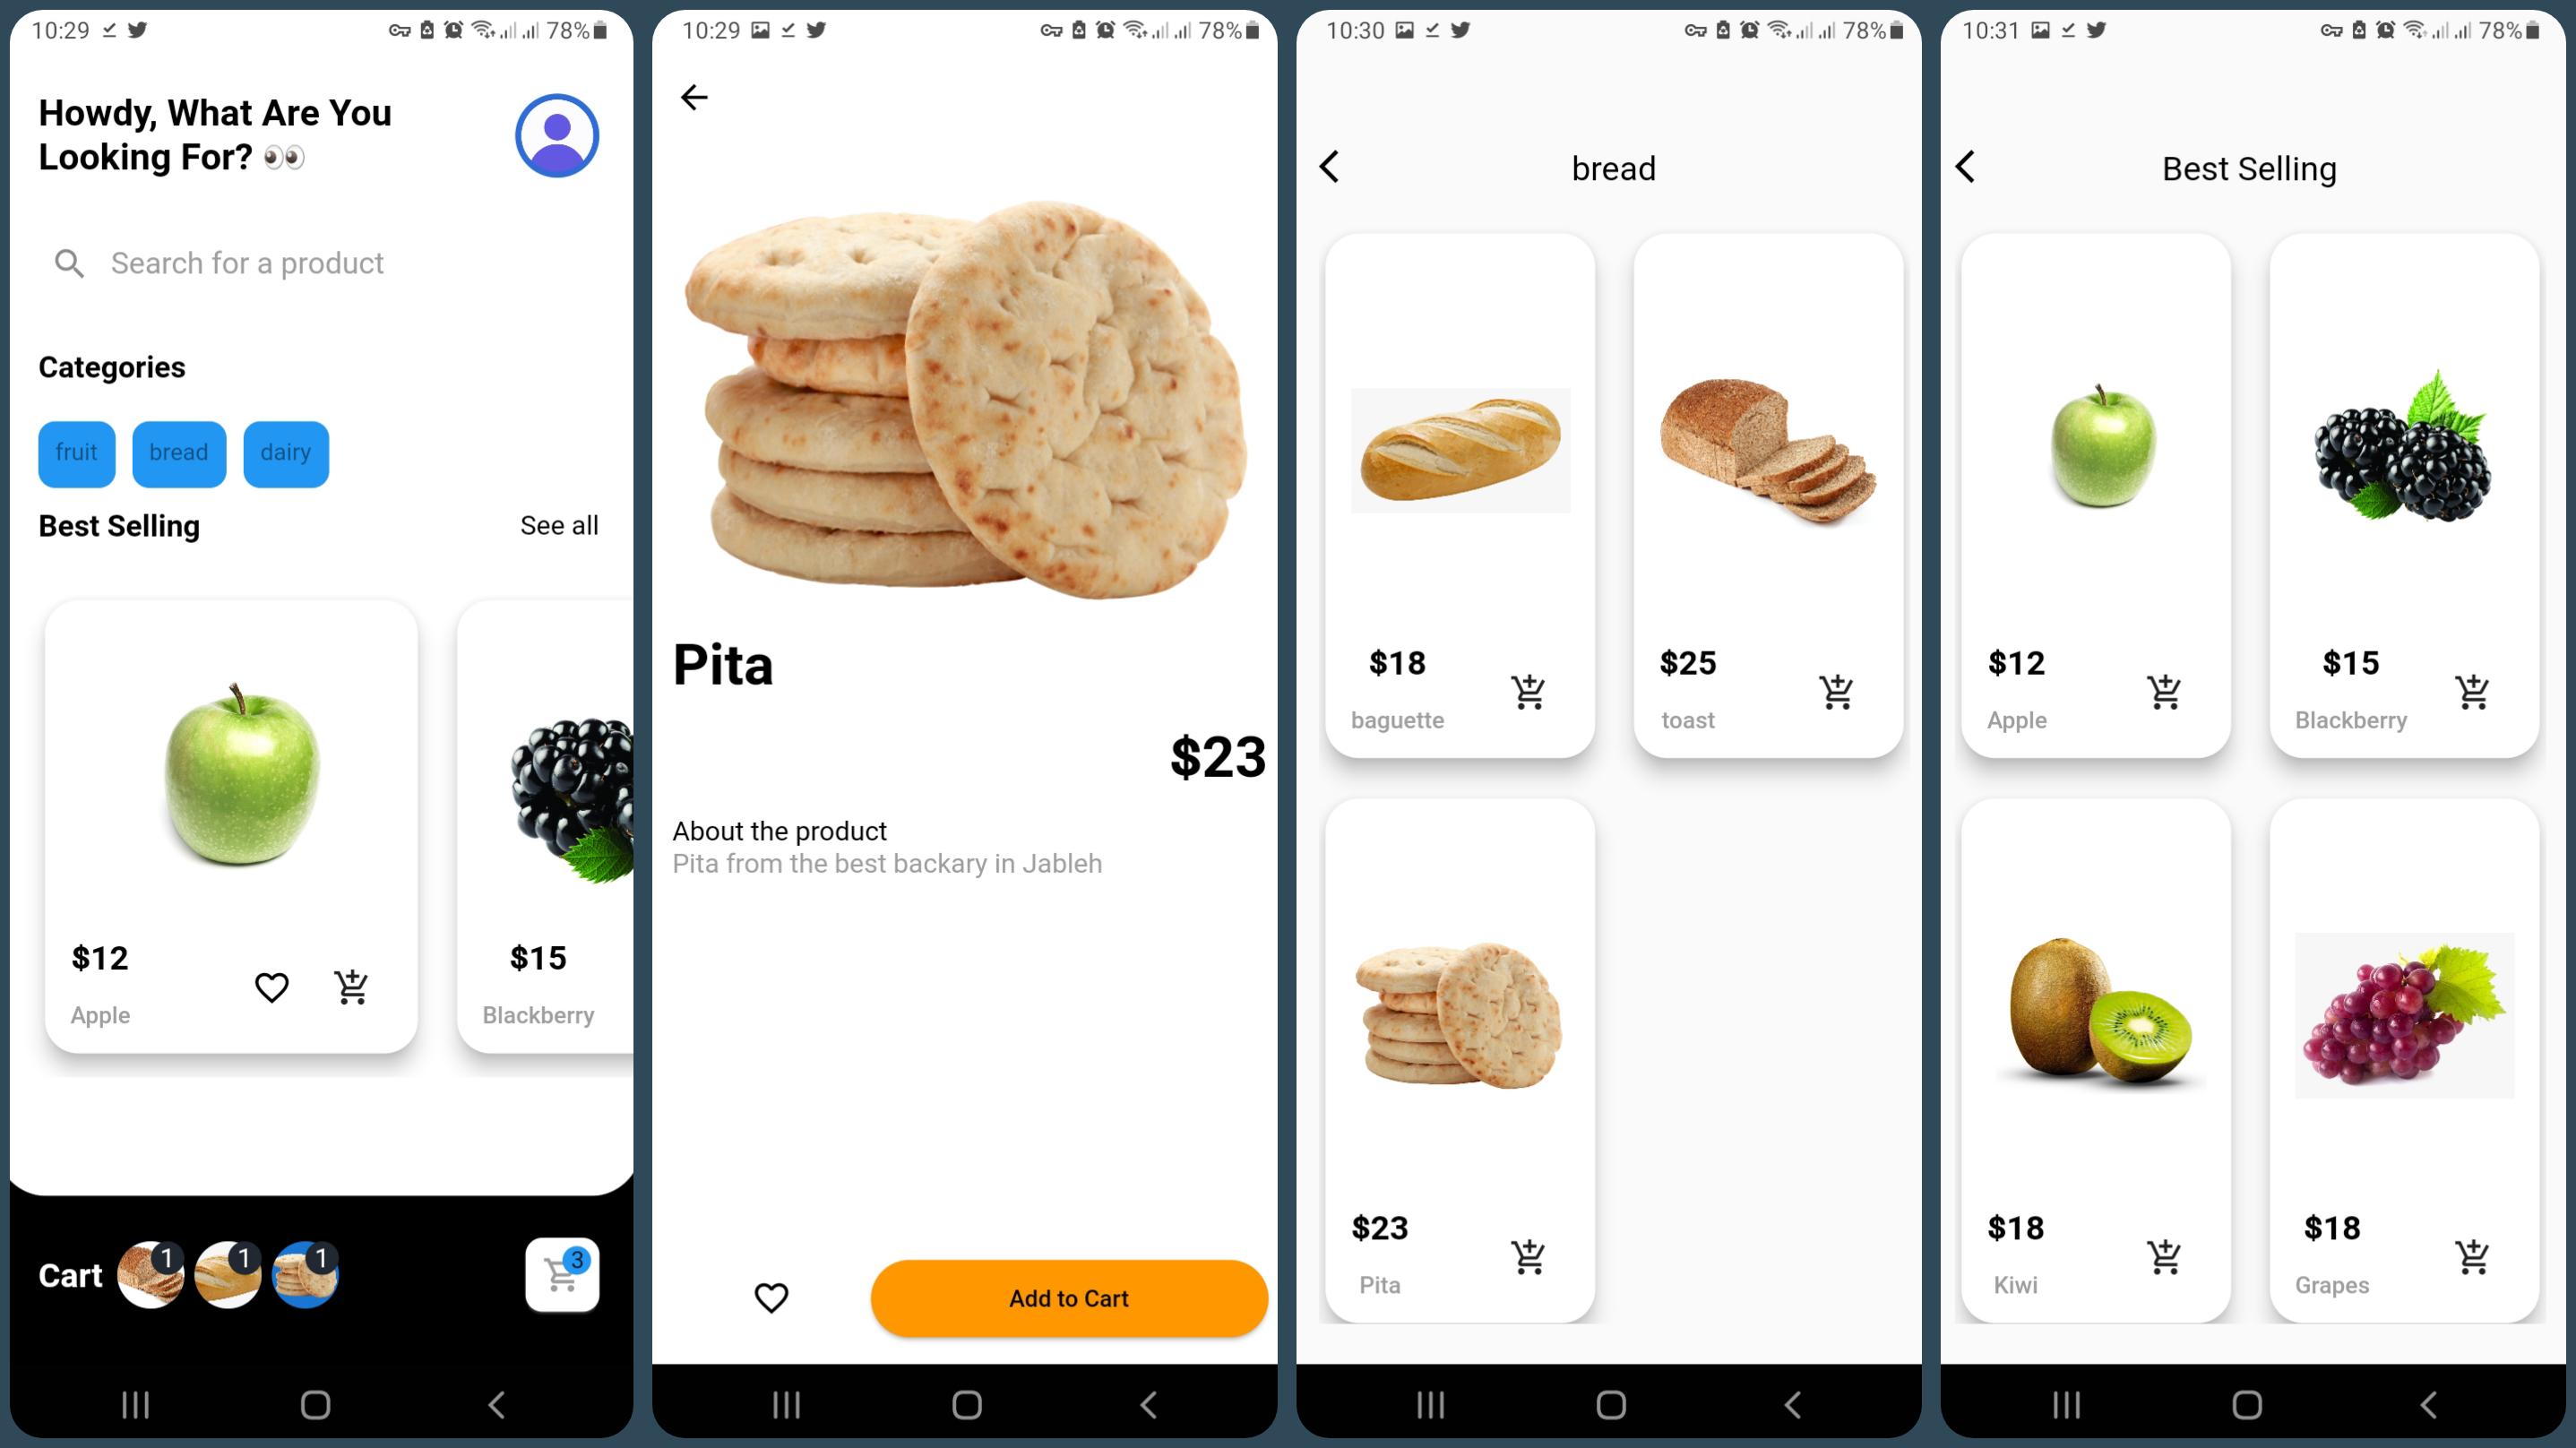 10:29
78%
Howdy, What Are You
Looking For? 👀
Search for a product
Categories
fruit
bread
dairy
Best Selling
See all
$12
Apple
$15
Blackberry
Cart
1
1
1
3
10:29
78%
Pita
$23
About the product
Pita from the best backary in Jableh
Add to Cart
10:30
78%
bread
$18
baguette
$25
toast
$23
Pita
10:31
78%
Best Selling
$12
Apple
$15
Blackberry
$18
Kiwi
$18
Grapes